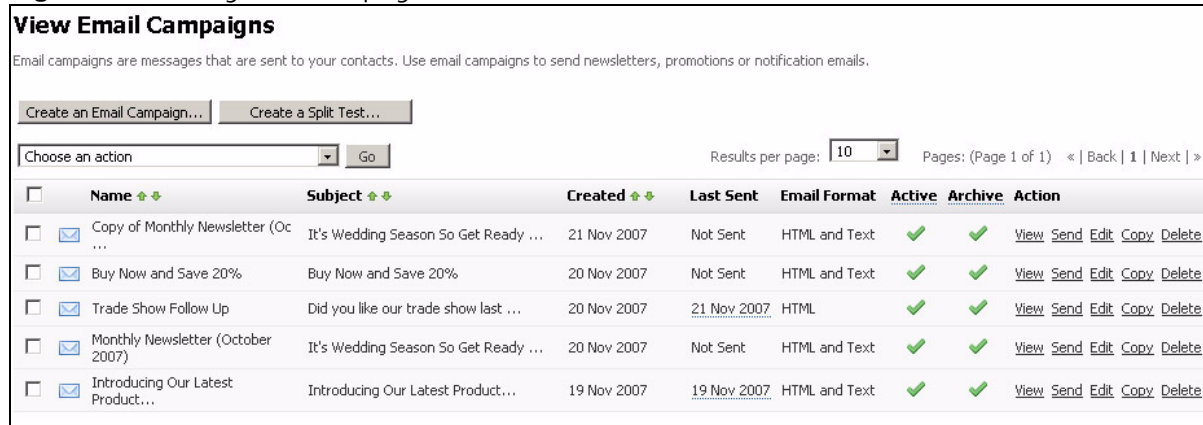 View Email Campaigns
Email campaigns are messages that are sent to your contacts. Use email campaigns to send newsletters, promotions or notification emails.
Create an Email Campaign... Create a Split Test...
Choose an action Go Results per page: 10 Pages: (Page 1 of 1) « | Back | 1 | Next | »
Name Subject Created Last Sent Email Format Active Archive Action
Copy of Monthly Newsletter (Oc ... It's Wedding Season So Get Ready ... 21 Nov 2007 Not Sent HTML and Text View Send Edit Copy Delete
Buy Now and Save 20% Buy Now and Save 20% 20 Nov 2007 Not Sent HTML and Text View Send Edit Copy Delete
Trade Show Follow Up Did you like our trade show last ... 20 Nov 2007 21 Nov 2007 HTML View Send Edit Copy Delete
Monthly Newsletter (October 2007) It's Wedding Season So Get Ready ... 20 Nov 2007 Not Sent HTML and Text View Send Edit Copy Delete
Introducing Our Latest Product... Introducing Our Latest Product... 19 Nov 2007 19 Nov 2007 HTML and Text View Send Edit Copy Delete